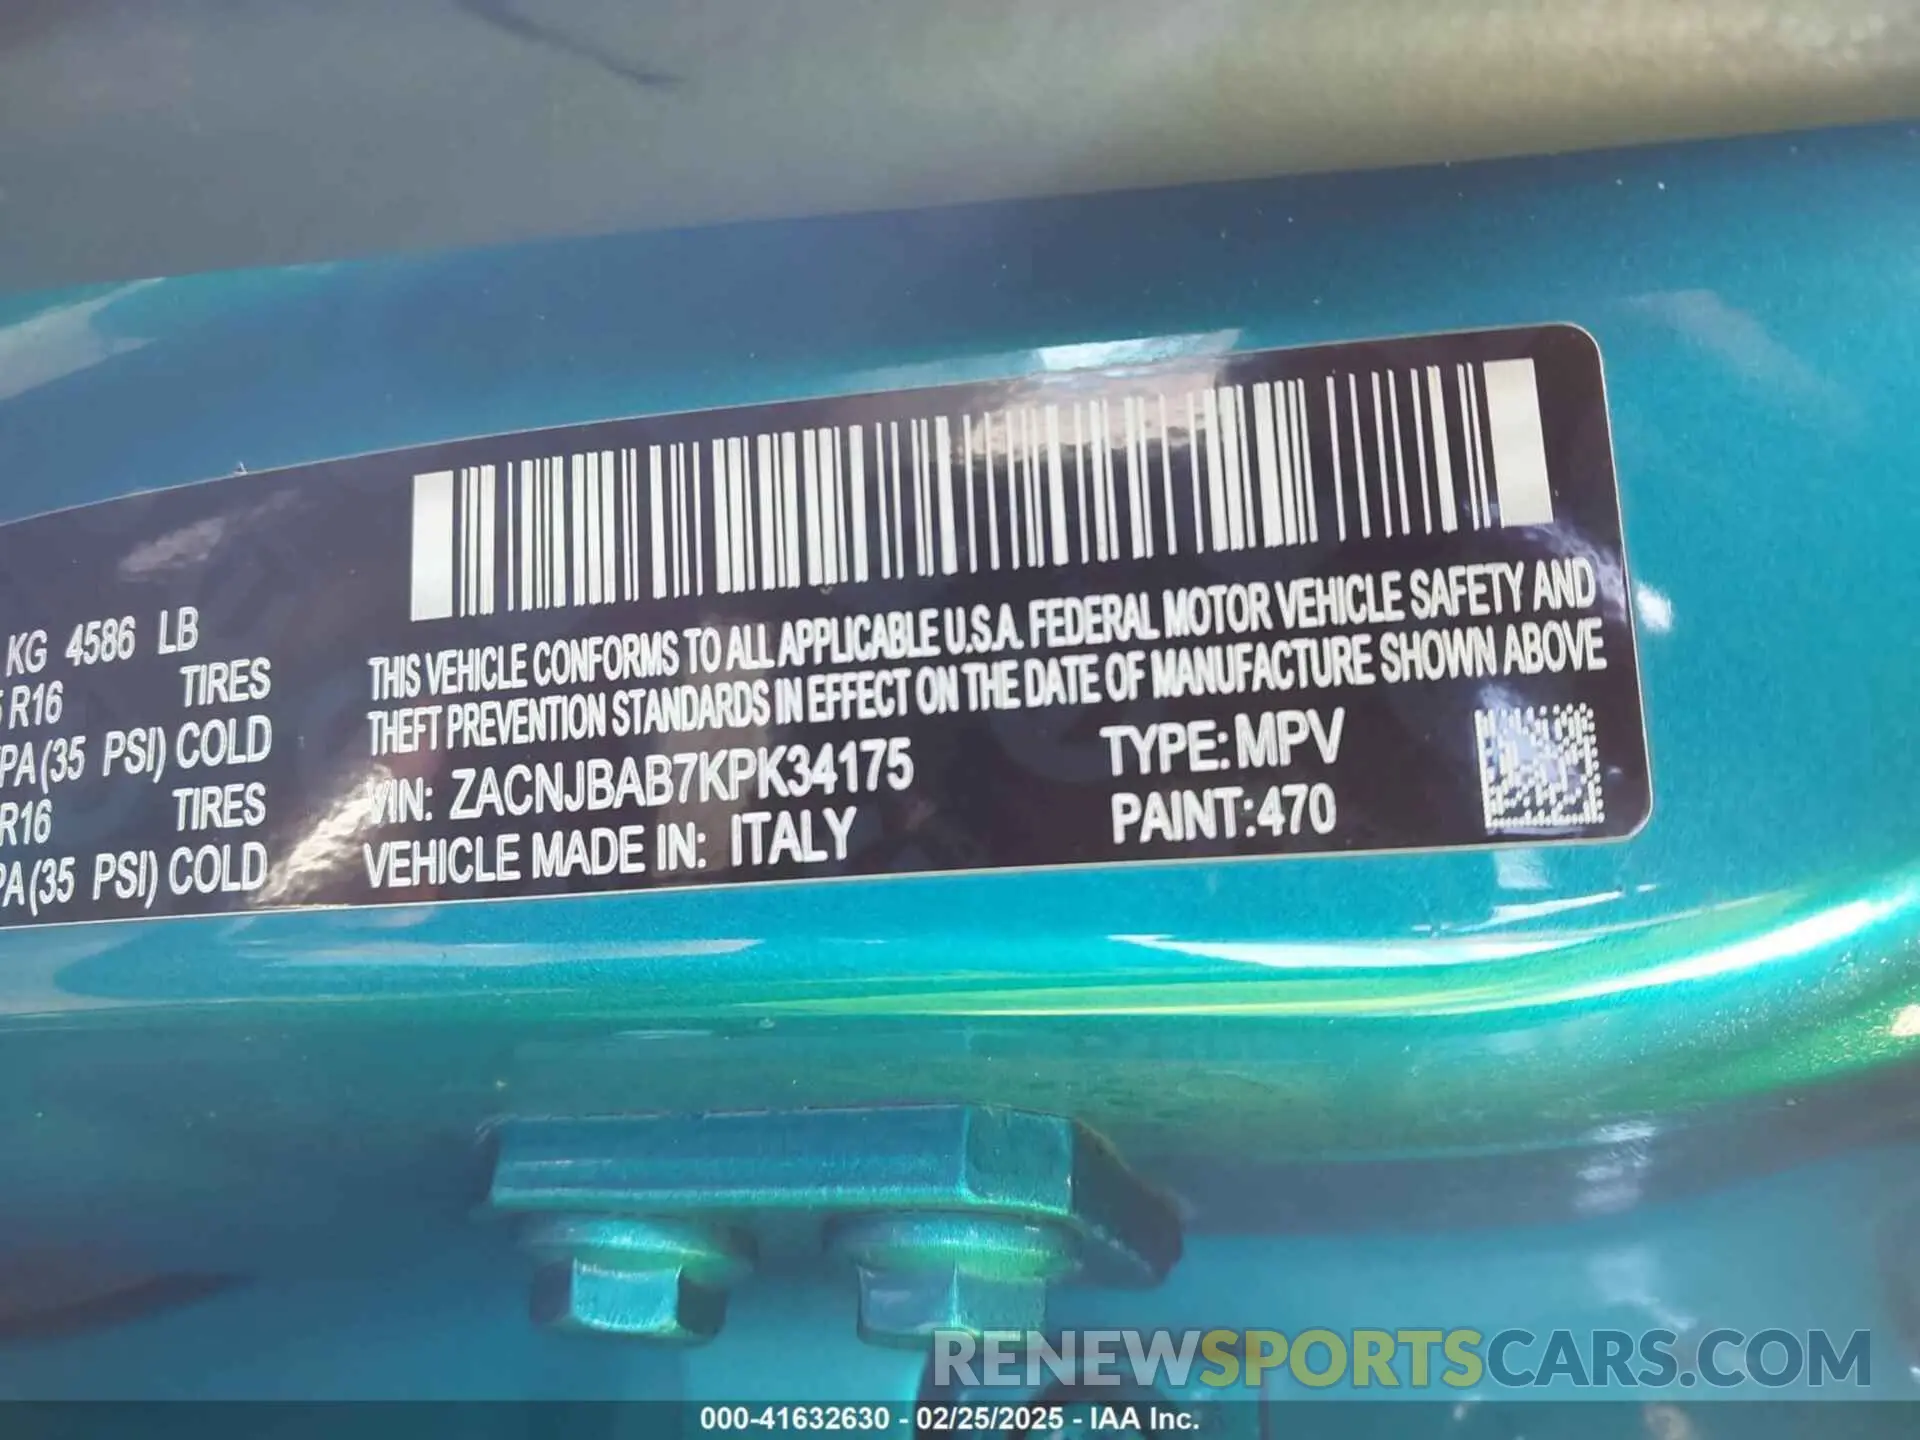 KG 4586 LB
R16 TIRES
PA (35 PSI) COLD
R16 TIRES
PA (35 PSI) COLD
THIS VEHICLE CONFORMS TO ALL APPLICABLE U.S.A. FEDERAL MOTOR VEHICLE SAFETY AND
THEFT PREVENTION STANDARDS IN EFFECT ON THE DATE OF MANUFACTURE SHOWN ABOVE
VIN: ZACNJBAB7KPK34175 TYPE: MPV
VEHICLE MADE IN: ITALY PAINT: 470
RENEWSPORTSCARS.COM
000-41632630 - 02/25/2025 - IAA Inc.